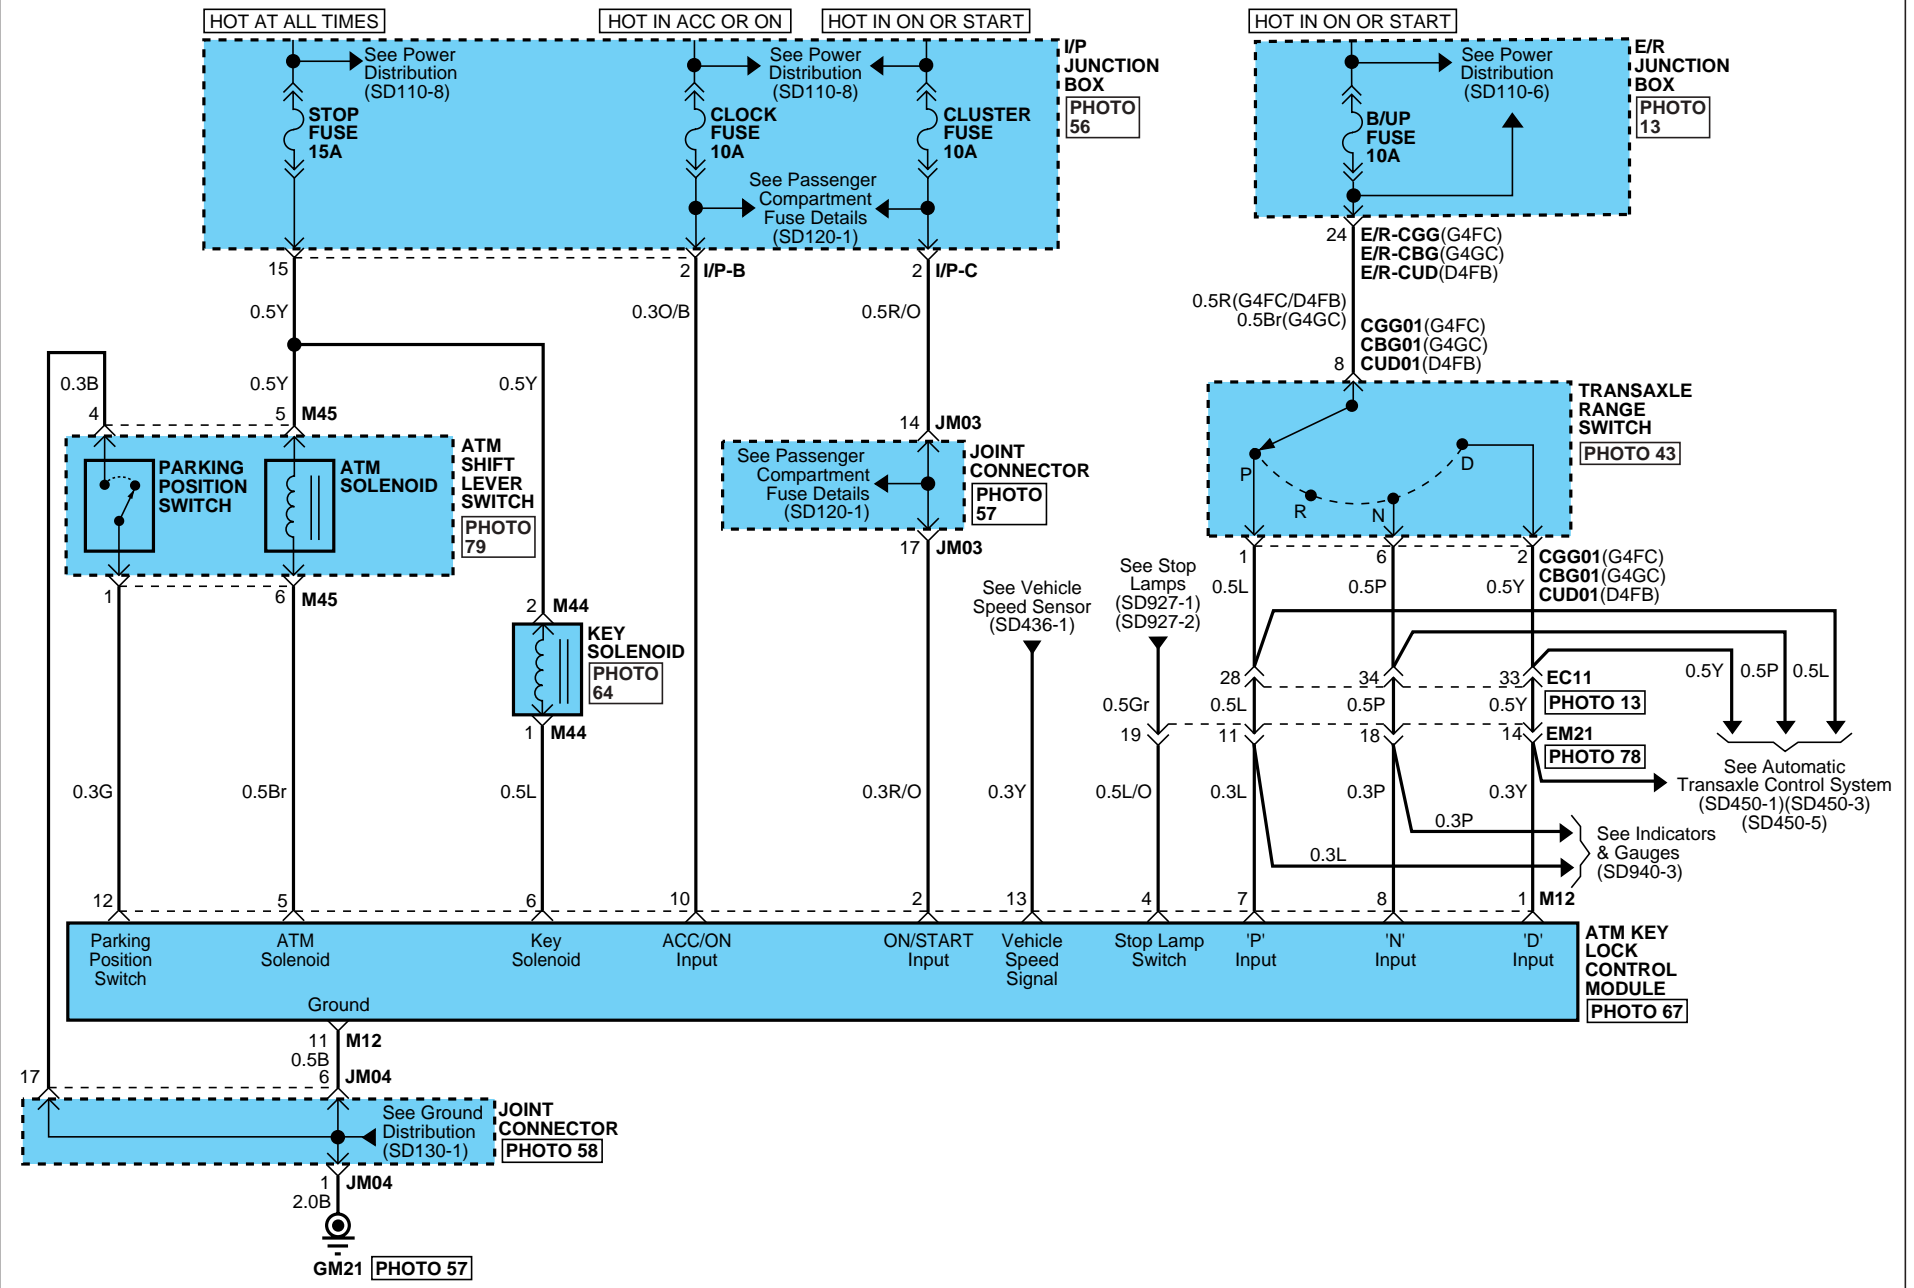 HOT AT ALL TIMES
HOT IN ACC OR ON
HOT IN ON OR START
HOT IN ON OR START
See Power
Distribution
(SD110-8)
STOP
FUSE
15A
See Power
Distribution
(SD110-8)
CLOCK
FUSE
10A
CLUSTER
FUSE
10A
See Passenger
Compartment
Fuse Details
(SD120-1)
I/P
JUNCTION
BOX
PHOTO
56
See Power
Distribution
(SD110-6)
B/UP
FUSE
10A
E/R
JUNCTION
BOX
PHOTO
13
15
2 I/P-B
2 I/P-C
24 E/R-CGG(G4FC)
E/R-CBG(G4GC)
E/R-CUD(D4FB)
0.5Y
0.3O/B
0.5R/O
0.5R(G4FC/D4FB)
0.5Br(G4GC)
CGG01(G4FC)
CBG01(G4GC)
8 CUD01(D4FB)
0.3B
0.5Y
0.5Y
4
5 M45
PARKING
POSITION
SWITCH
ATM
SOLENOID
ATM
SHIFT
LEVER
SWITCH
PHOTO
79
14 JM03
See Passenger
Compartment
Fuse Details
(SD120-1)
JOINT
CONNECTOR
PHOTO
57
17 JM03
P
R
N
D
TRANSAXLE
RANGE
SWITCH
PHOTO 43
1
6
2 CGG01(G4FC)
CBG01(G4GC)
CUD01(D4FB)
0.5L
0.5P
0.5Y
1
6 M45
2 M44
KEY
SOLENOID
PHOTO
64
1 M44
See Vehicle
Speed Sensor
(SD436-1)
See Stop
Lamps
(SD927-1)
(SD927-2)
28
34
33 EC11
PHOTO 13
0.5Y
0.5P
0.5L
0.5Gr
0.5L
0.5P
0.5Y
19
11
18
14 EM21
PHOTO 78
See Automatic
Transaxle Control System
(SD450-1)(SD450-3)
(SD450-5)
0.3G
0.5Br
0.5L
0.3R/O
0.3Y
0.5L/O
0.3L
0.3P
0.3Y
0.3P
0.3L
See Indicators
& Gauges
(SD940-3)
12
5
6
10
2
13
4
7
8
1 M12
Parking
Position
Switch
ATM
Solenoid
Key
Solenoid
ACC/ON
Input
ON/START
Input
Vehicle
Speed
Signal
Stop Lamp
Switch
'P'
Input
'N'
Input
'D'
Input
Ground
ATM KEY
LOCK
CONTROL
MODULE
PHOTO 67
11 M12
0.5B
17
6 JM04
See Ground
Distribution
(SD130-1)
JOINT
CONNECTOR
PHOTO 58
1 JM04
2.0B
GM21 PHOTO 57